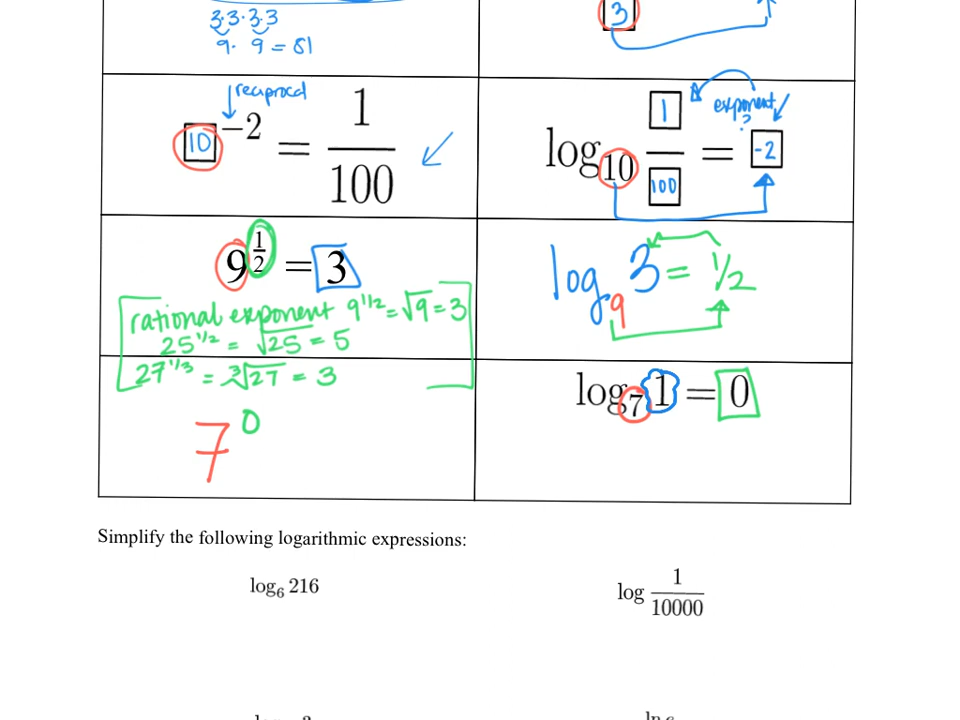 3·3·3·3
9 · 9 = 81
3
reciprocal
10^-2 = 1/100
exponent
?
log_10 1/100 = -2
9^(1/2) = 3
log_9 3 = 1/2
rational exponent 9^(1/2) = √9 = 3
25^(1/2) = √25 = 5
27^(1/3) = ∛27 = 3
7^0
log_7 1 = 0
Simplify the following logarithmic expressions:
log_6 216
log 1/10000